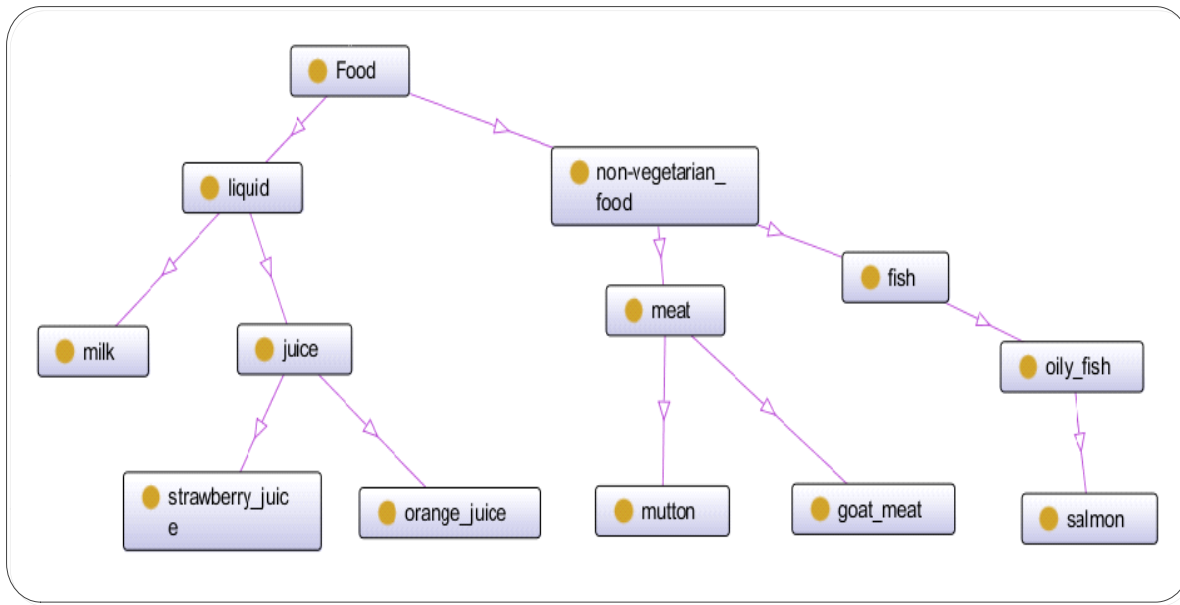 Food
liquid
non-vegetarian_
food
fish
meat
milk
juice
oily_fish
strawberry_juic
e
orange_juice
mutton
goat_meat
salmon